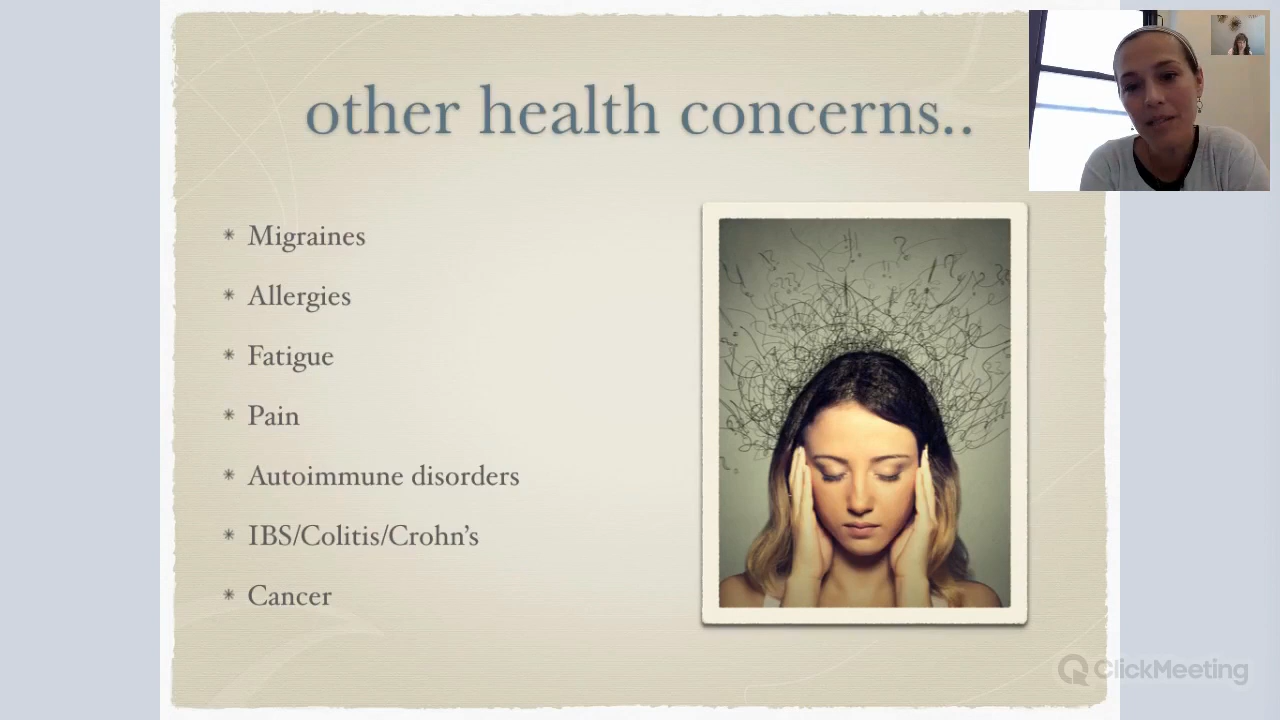 other health concerns..
Migraines
Allergies
Fatigue
Pain
Autoimmune disorders
IBS/Colitis/Crohn’s
Cancer
ClickMeeting